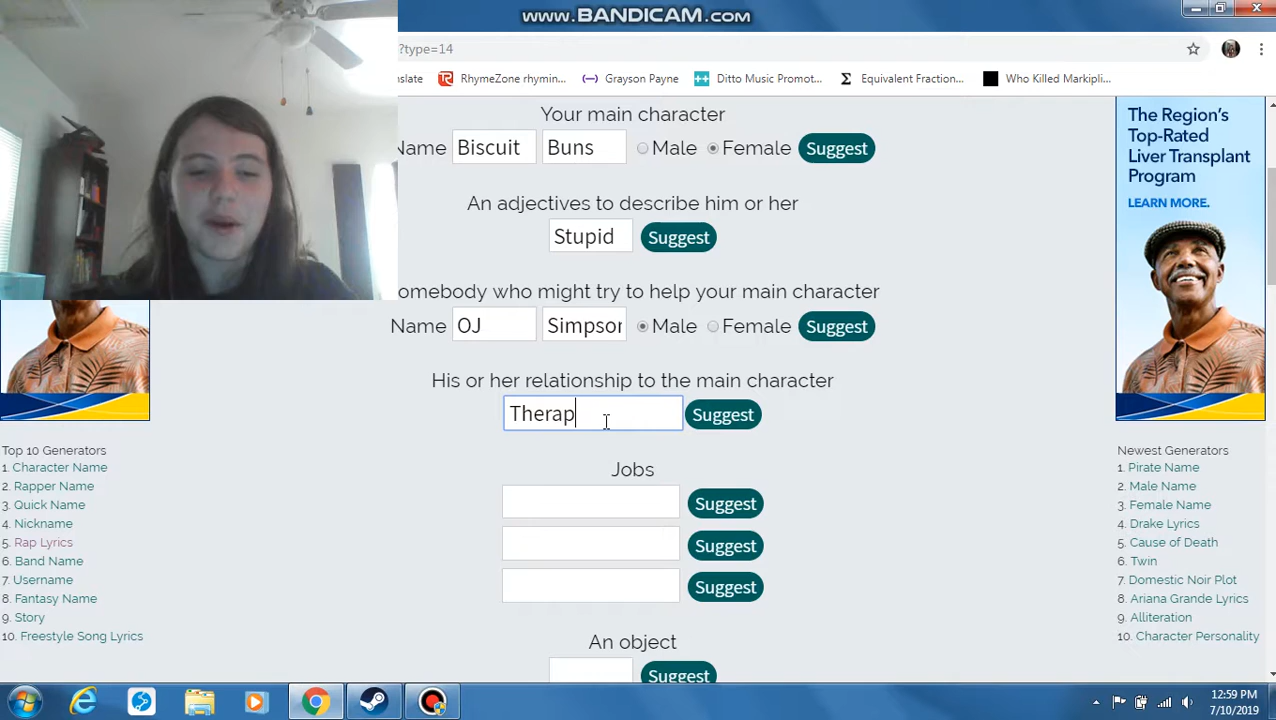 www.BANDICAM.com
?type=14
nslate RhymeZone rhymin... Grayson Payne Ditto Music Promot... Equivalent Fraction... Who Killed Markipli...
Your main character
Name Biscuit Buns Male Female Suggest
An adjectives to describe him or her
Stupid Suggest
omebody who might try to help your main character
Name OJ Simpson Male Female Suggest
His or her relationship to the main character
Therap Suggest
Jobs
Suggest
Suggest
Suggest
An object
Suggest
Top 10 Generators
1. Character Name
2. Rapper Name
3. Quick Name
4. Nickname
5. Rap Lyrics
6. Band Name
7. Username
8. Fantasy Name
9. Story
10. Freestyle Song Lyrics
The Region's
Top-Rated
Liver Transplant
Program
LEARN MORE.
Newest Generators
1. Pirate Name
2. Male Name
3. Female Name
4. Drake Lyrics
5. Cause of Death
6. Twin
7. Domestic Noir Plot
8. Ariana Grande Lyrics
9. Alliteration
10. Character Personality
12:59 PM
7/10/2019